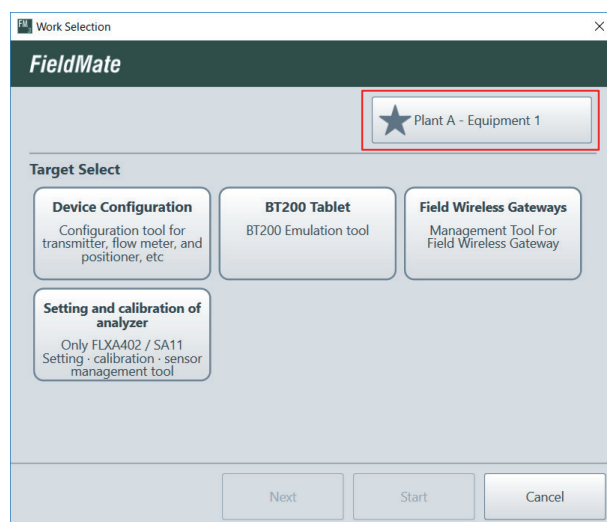 Work Selection
FieldMate
Plant A - Equipment 1
Target Select
Device Configuration
Configuration tool for
transmitter, flow meter, and
positioner, etc
BT200 Tablet
BT200 Emulation tool
Field Wireless Gateways
Management Tool For
Field Wireless Gateway
Setting and calibration of
analyzer
Only FLXA402 / SA11
Setting · calibration · sensor
management tool
Next
Start
Cancel